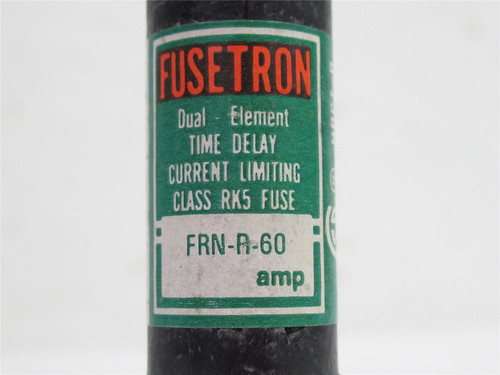 FUSETRON
Dual Element
TIME DELAY
CURRENT LIMITING
CLASS RK5 FUSE
FRN-R-60
amp